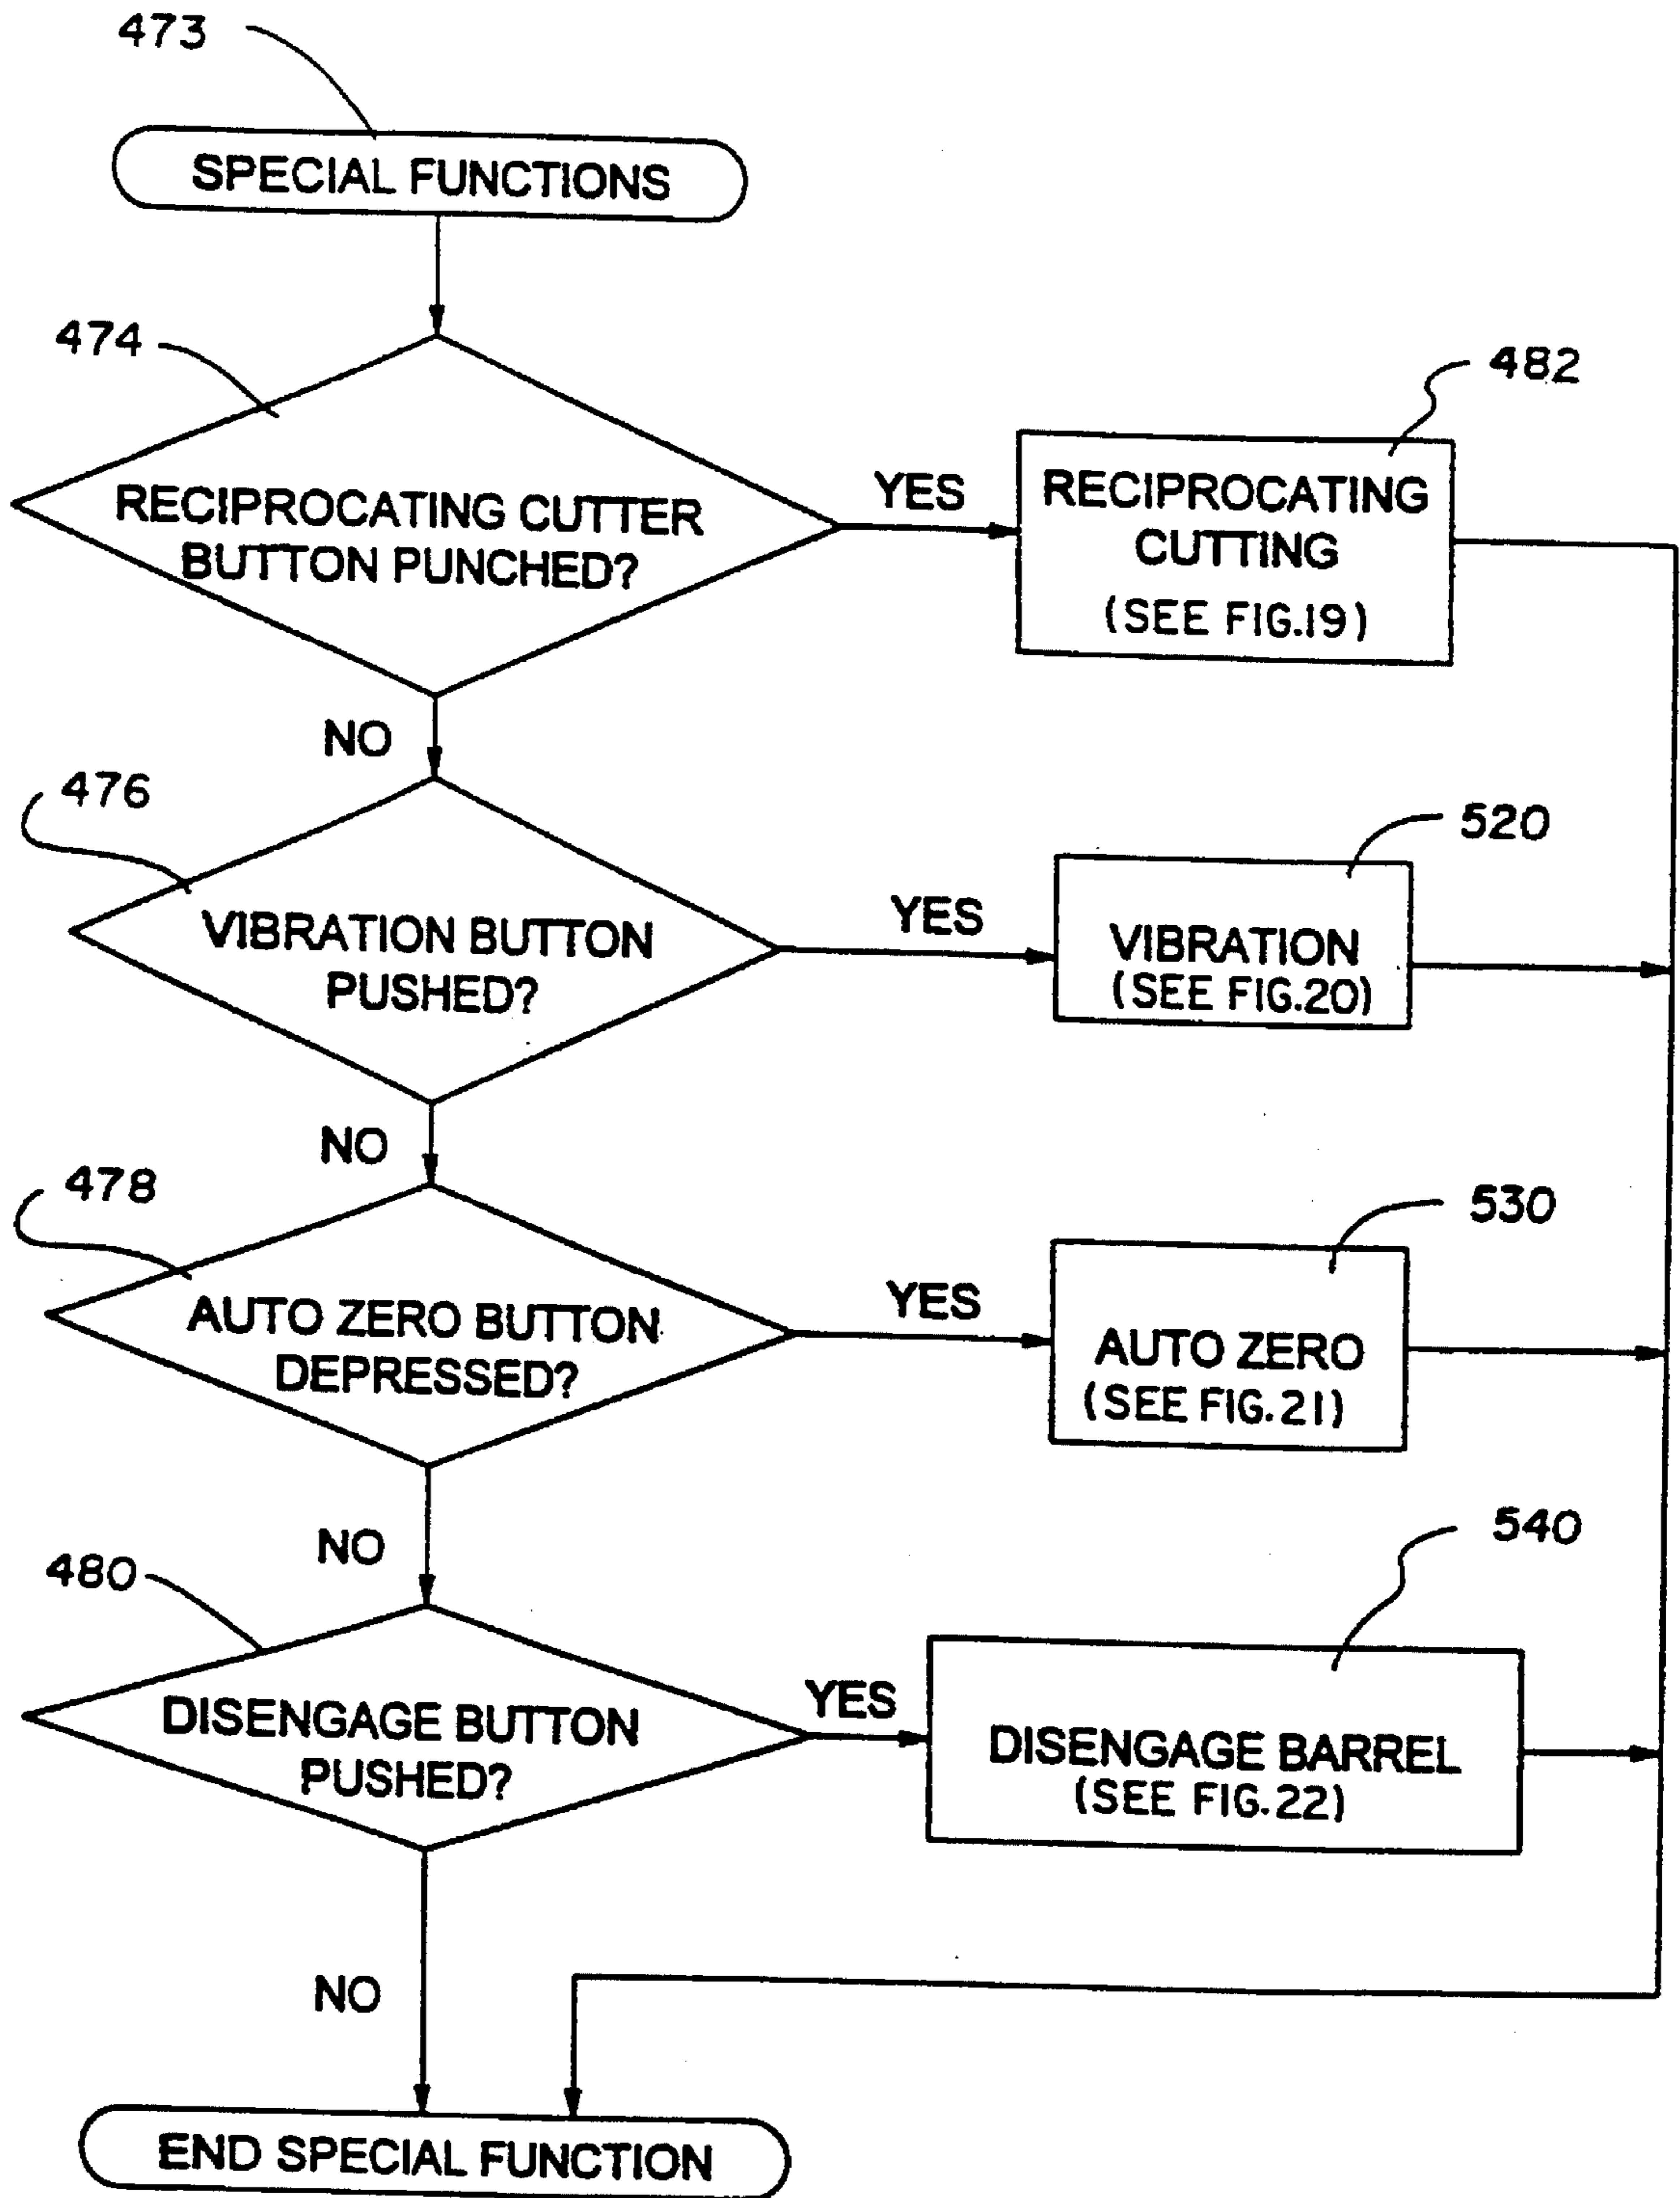 473
SPECIAL FUNCTIONS
474
RECIPROCATING CUTTER
BUTTON PUNCHED?
YES
482
RECIPROCATING
CUTTING
(SEE FIG.19)
NO
476
VIBRATION BUTTON
PUSHED?
YES
520
VIBRATION
(SEE FIG.20)
NO
478
AUTO ZERO BUTTON
DEPRESSED?
YES
530
AUTO ZERO
(SEE FIG.21)
NO
480
DISENGAGE BUTTON
PUSHED?
YES
540
DISENGAGE BARREL
(SEE FIG.22)
NO
END SPECIAL FUNCTION